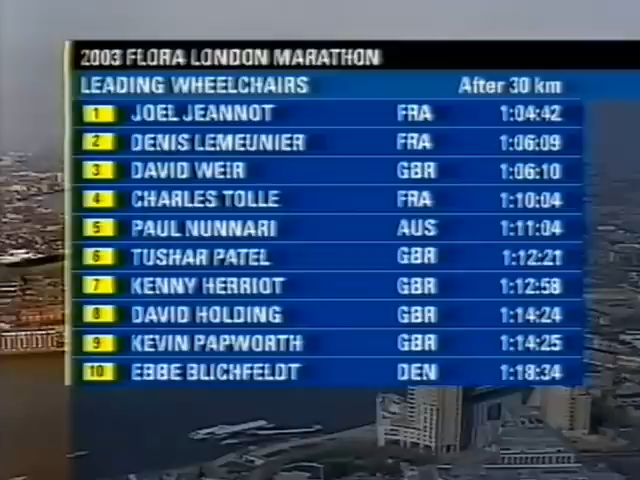 2003 FLORA LONDON MARATHON
LEADING WHEELCHAIRS After 30 km
1 JOEL JEANNOT FRA 1:04:42
2 DENIS LEMEUNIER FRA 1:06:09
3 DAVID WEIR GBR 1:06:10
4 CHARLES TOLLE FRA 1:10:04
5 PAUL NUNNARI AUS 1:11:04
6 TUSHAR PATEL GBR 1:12:21
7 KENNY HERRIOT GBR 1:12:58
8 DAVID HOLDING GBR 1:14:24
9 KEVIN PAPWORTH GBR 1:14:25
10 EBBE BLICHFELDT DEN 1:18:34